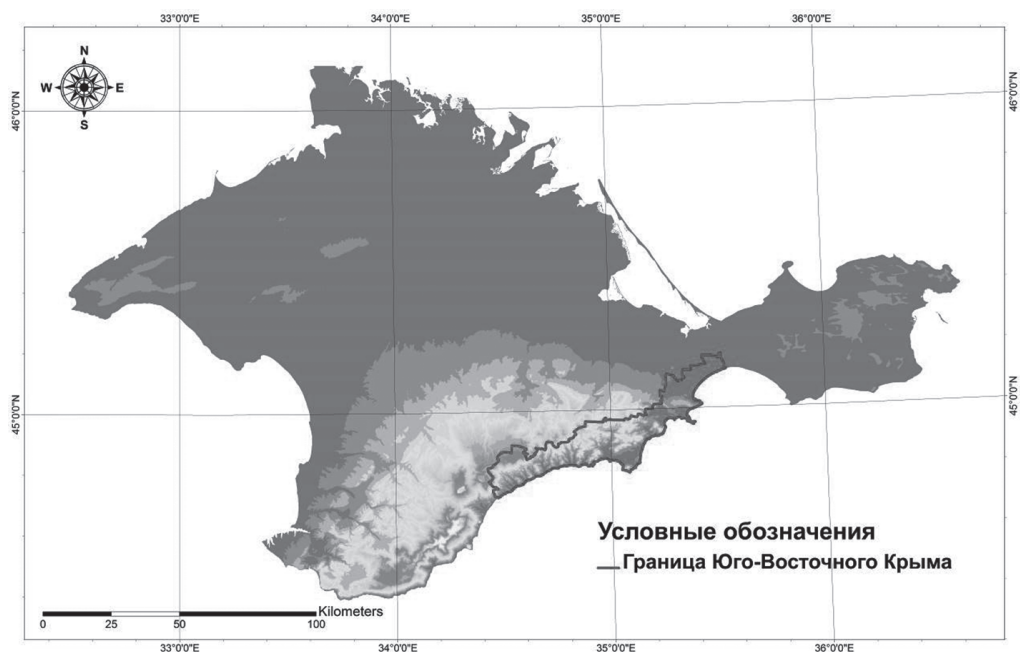 33°0'0"E 34°0'0"E 35°0'0"E 36°0'0"E
N
W E
S
46°0'0"N 46°0'0"N
45°0'0"N 45°0'0"N
Условные обозначения
Граница Юго-Восточного Крыма
Kilometers
0 25 50 100
33°0'0"E 34°0'0"E 35°0'0"E 36°0'0"E